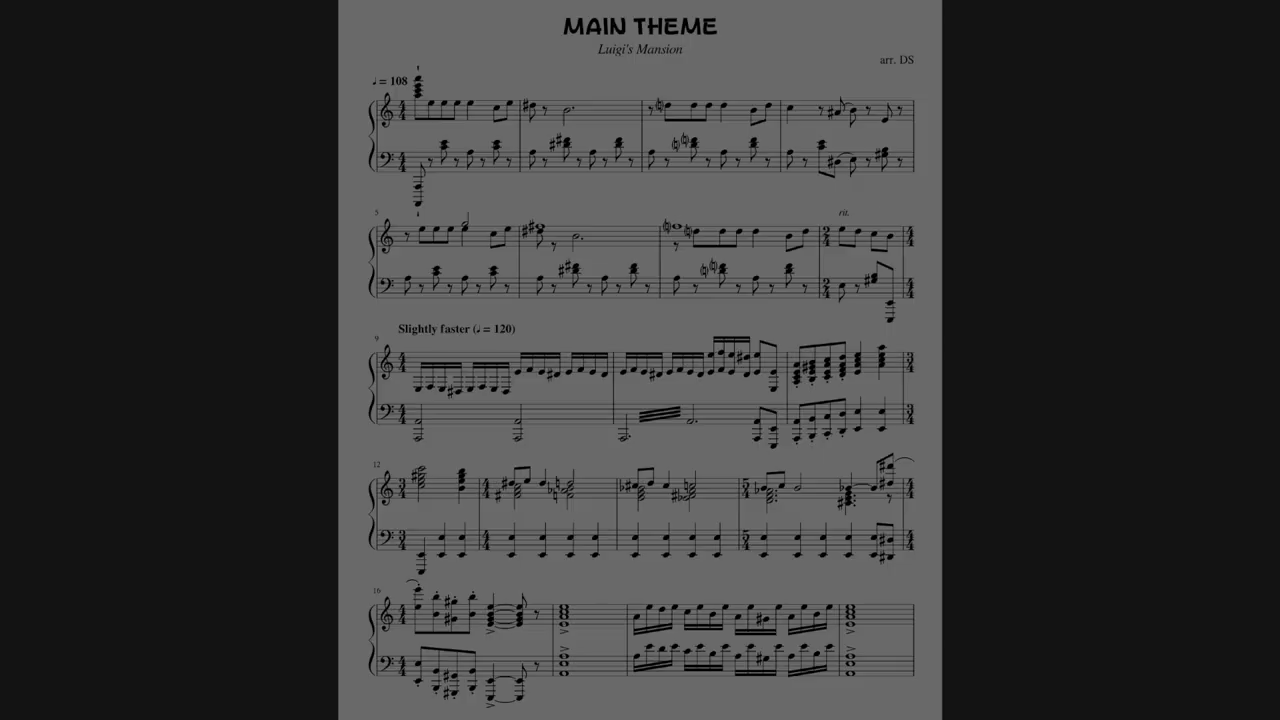 MAIN THEME
Luigi's Mansion
arr. DS
♩ = 108
5
rit.
Slightly faster (♩ = 120)
9
12
16